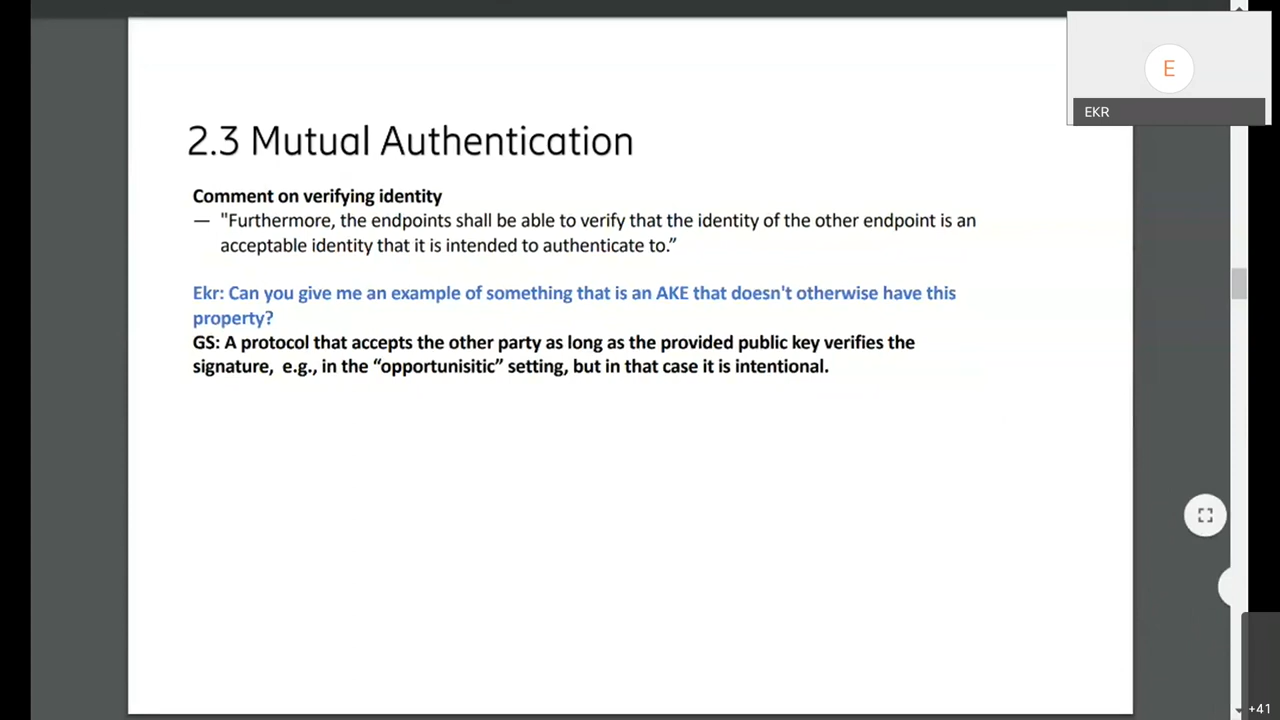 E
EKR
2.3 Mutual Authentication
Comment on verifying identity
— "Furthermore, the endpoints shall be able to verify that the identity of the other endpoint is an
acceptable identity that it is intended to authenticate to.”
Ekr: Can you give me an example of something that is an AKE that doesn't otherwise have this
property?
GS: A protocol that accepts the other party as long as the provided public key verifies the
signature, e.g., in the “opportunisitic” setting, but in that case it is intentional.
+41